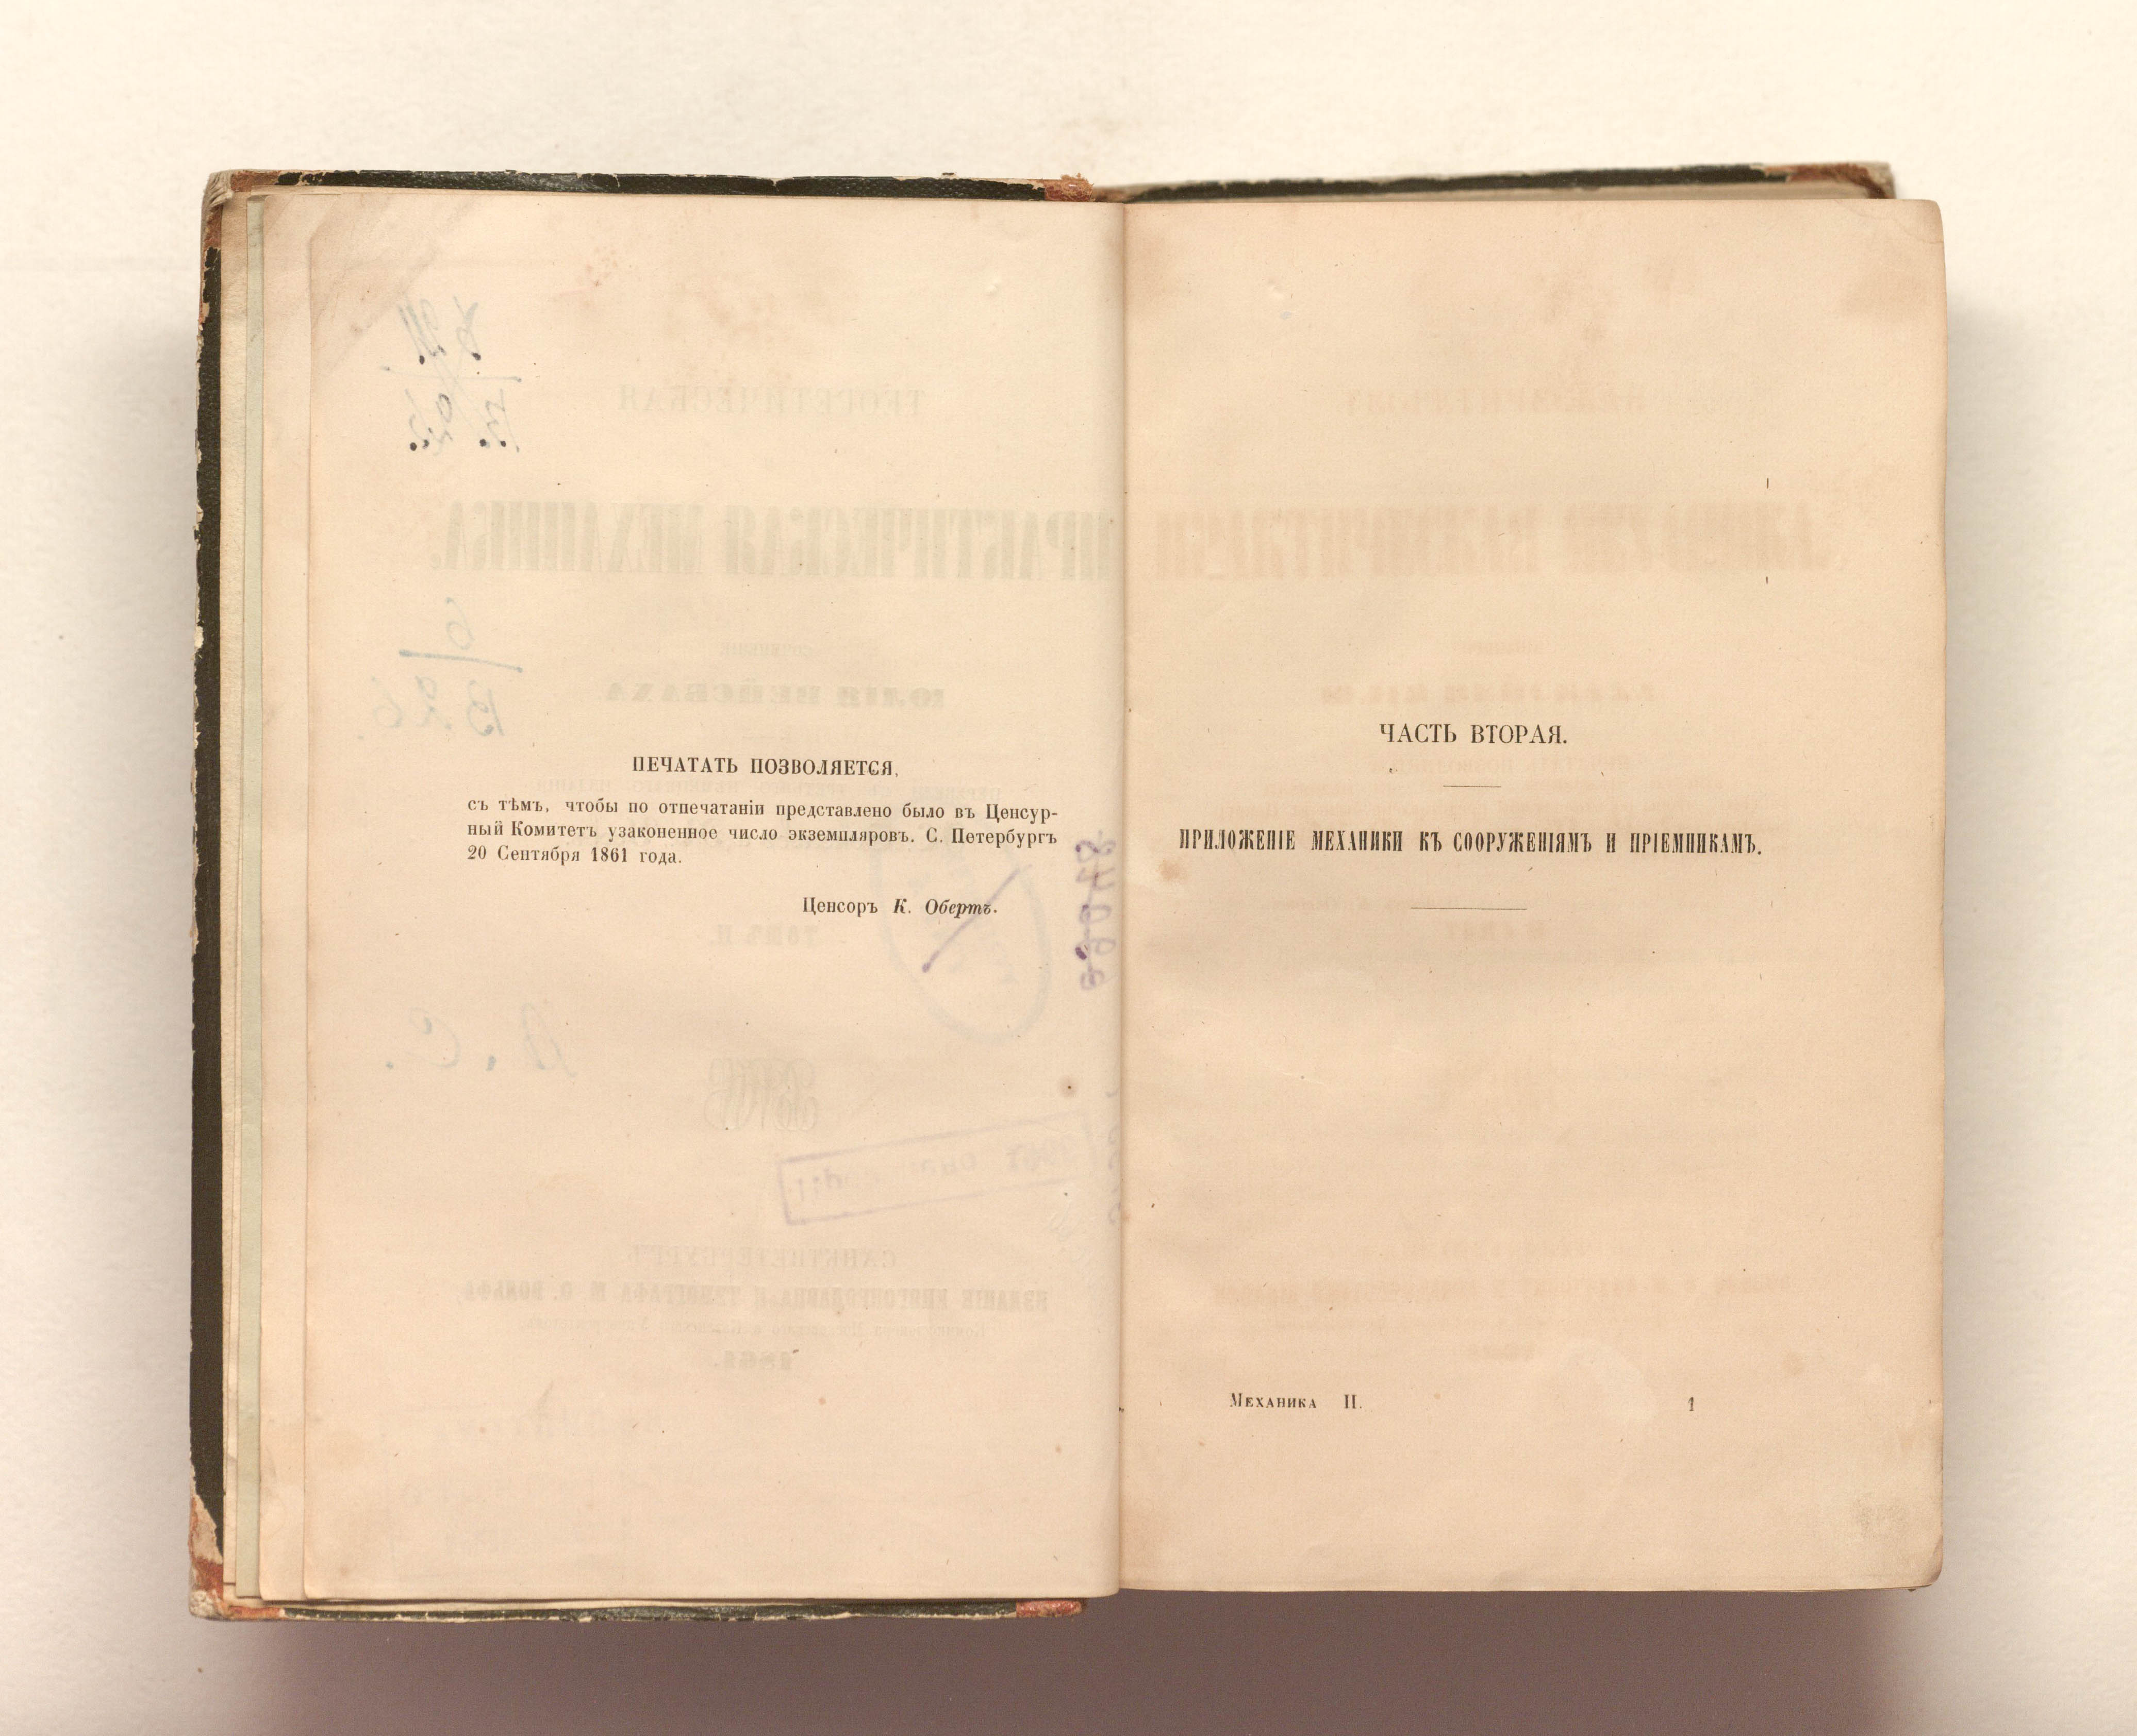 ПЕЧАТАТЬ ПОЗВОЛЯЕТСЯ,
съ тѣмъ, чтобы по отпечатаніи представлено было въ Ценсур-
ный Комитетъ узаконенное число экземпляровъ. С. Петербургъ
20 Сентября 1861 года.
Ценсоръ К. Обертъ.
ЧАСТЬ ВТОРАЯ.
ПРИЛОЖЕНІЕ МЕХАНИКИ КЪ СООРУЖЕНІЯМЪ И ПРІЕМНИКАМЪ.
Механика II.
1